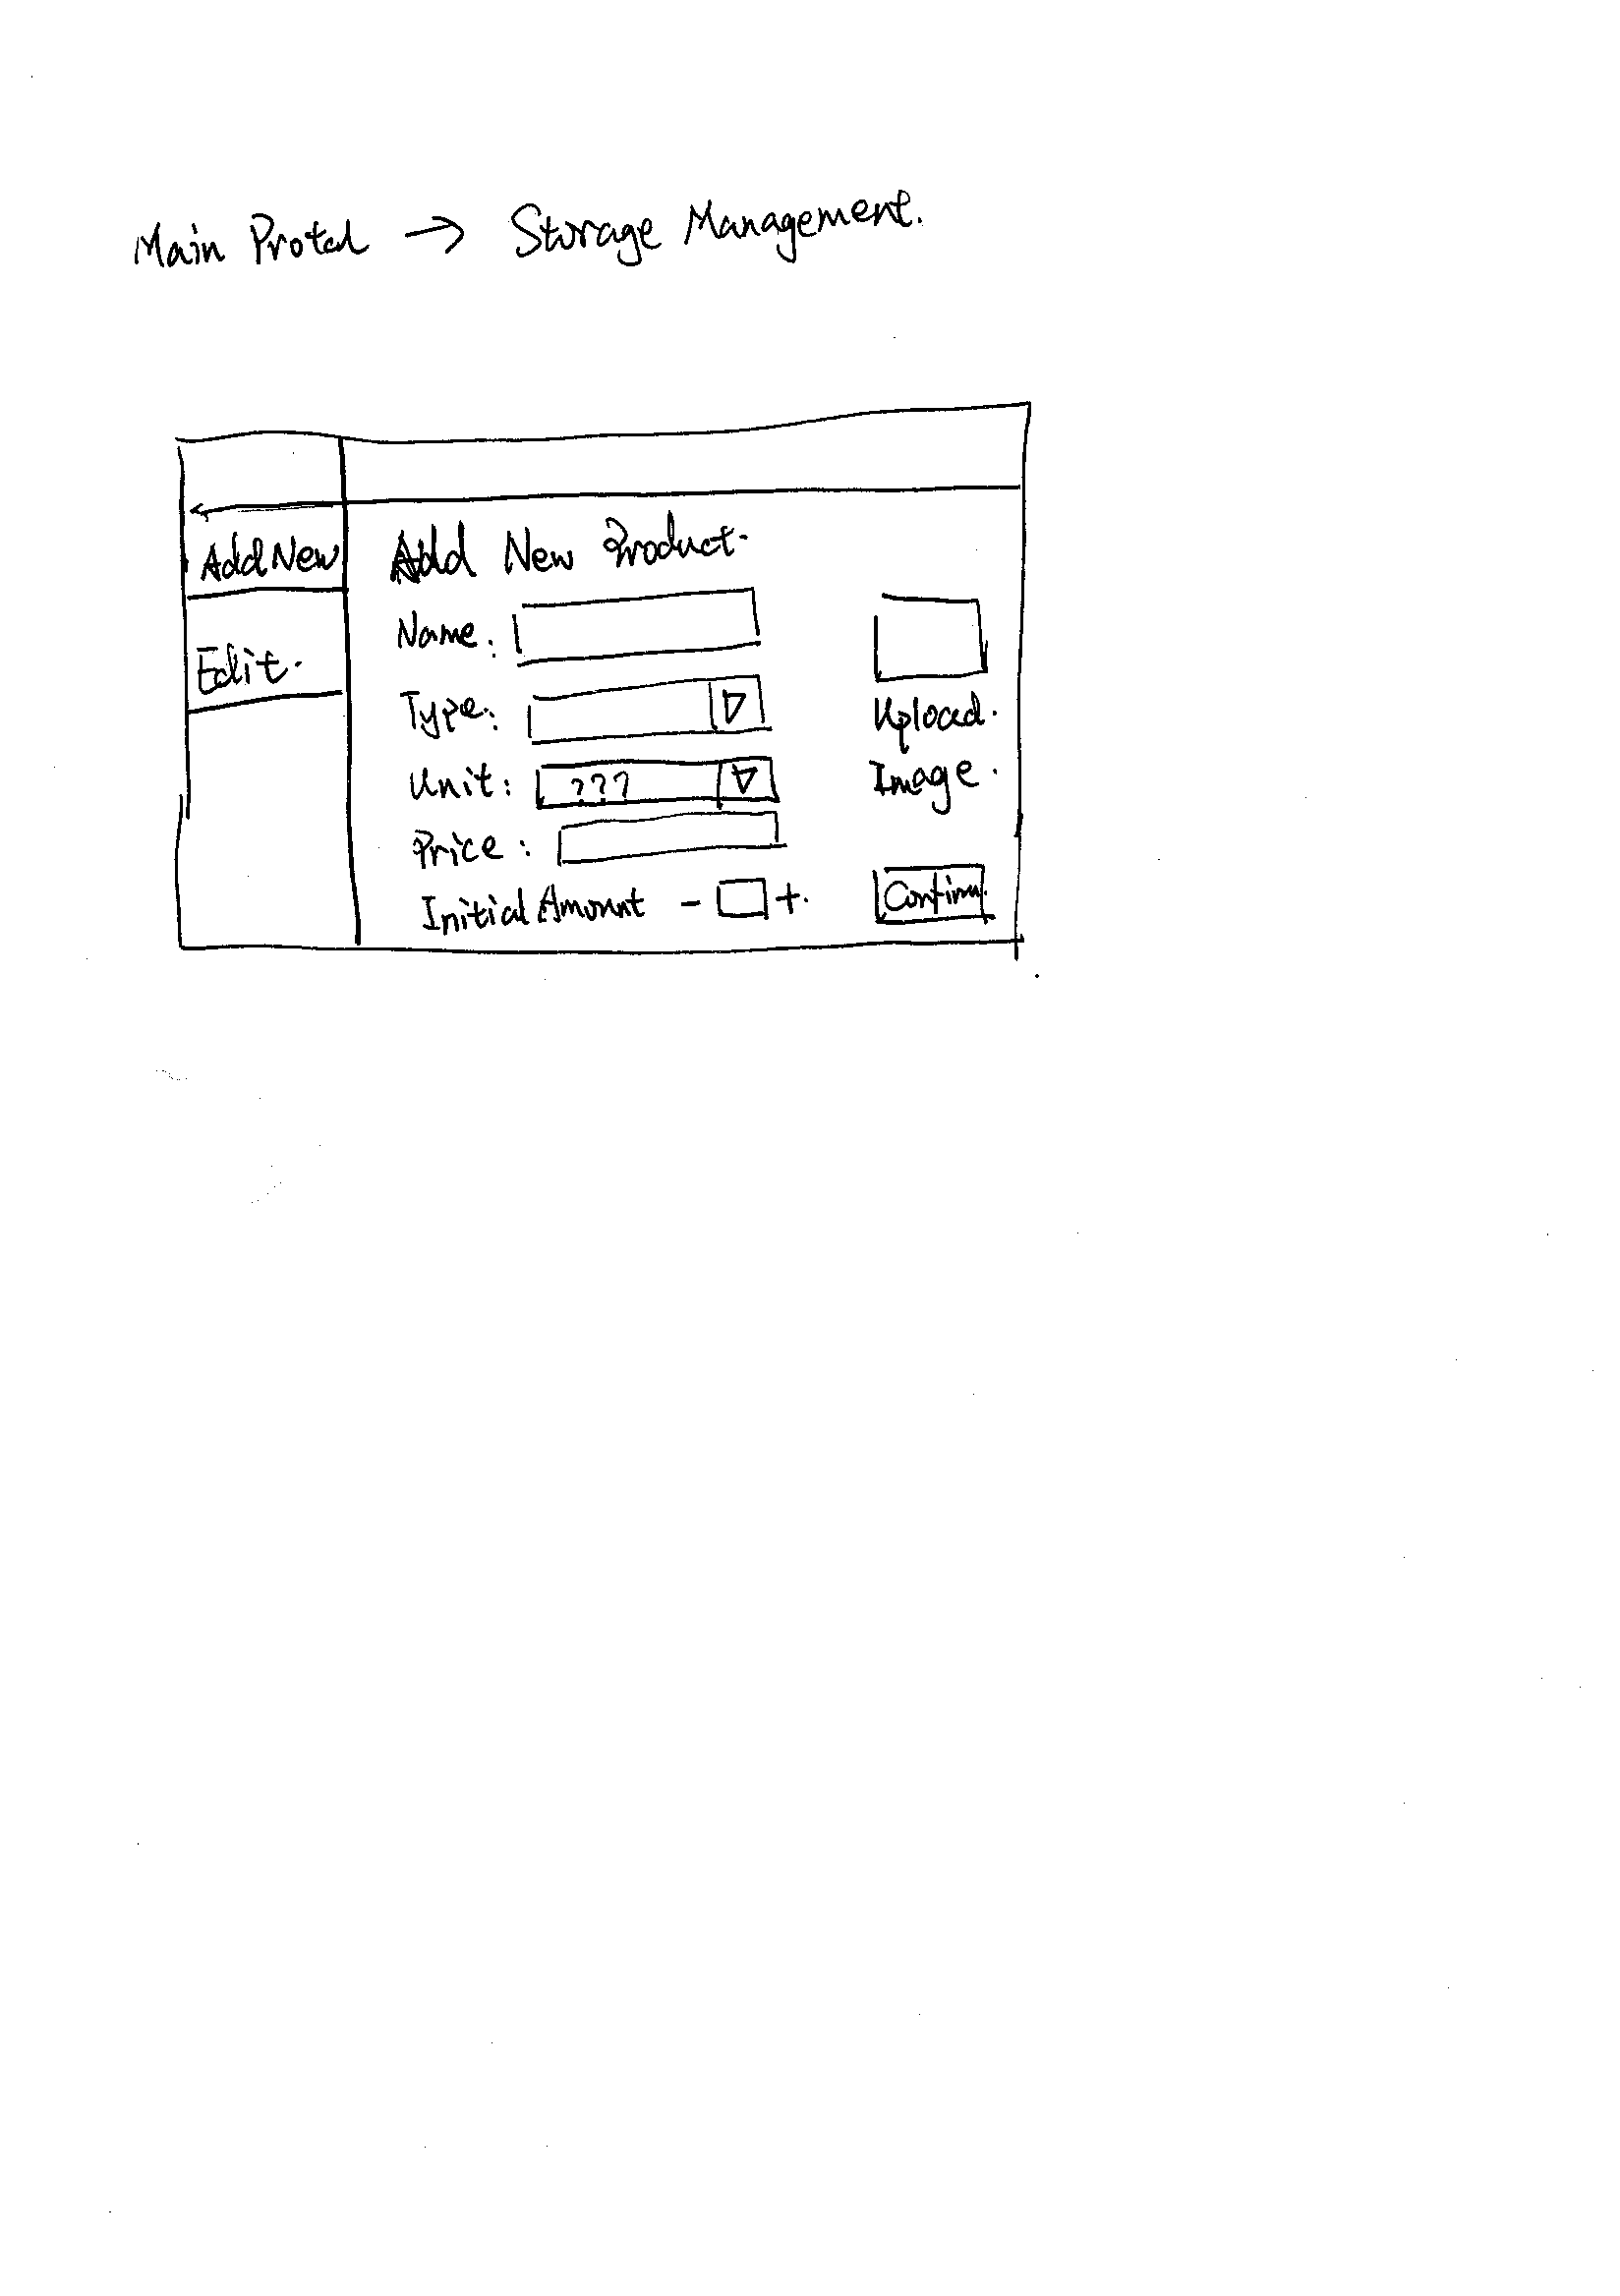 Main Protal → Storage Management.
Add New
Edit.
Add New Product.
Name:
Type:
Unit: ???
Price:
Initial Amount - +.
Upload.
Image.
Confirm.